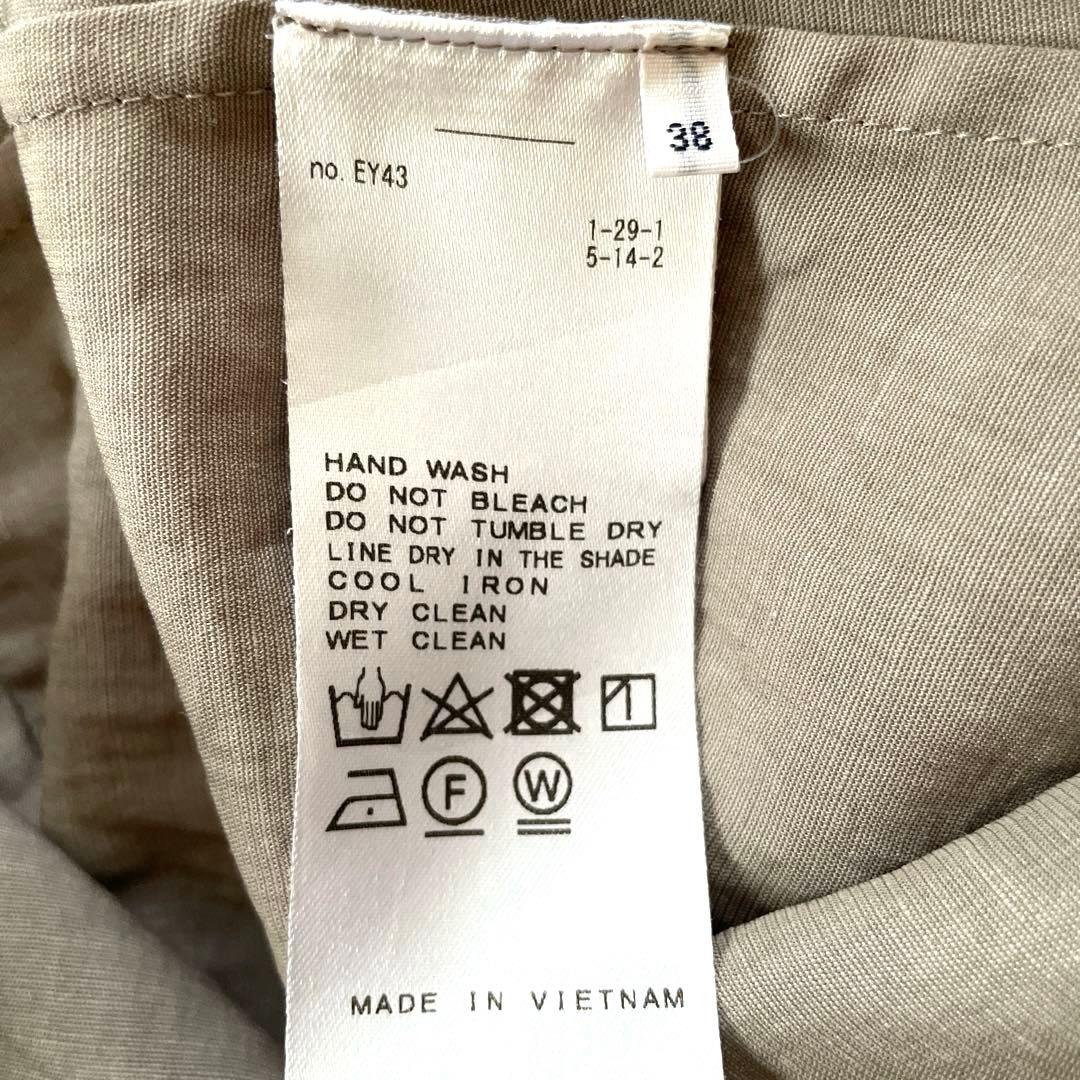 38
no. EY43
1-29-1
5-14-2
HAND WASH
DO NOT BLEACH
DO NOT TUMBLE DRY
LINE DRY IN THE SHADE
COOL IRON
DRY CLEAN
WET CLEAN
F W
MADE IN VIETNAM